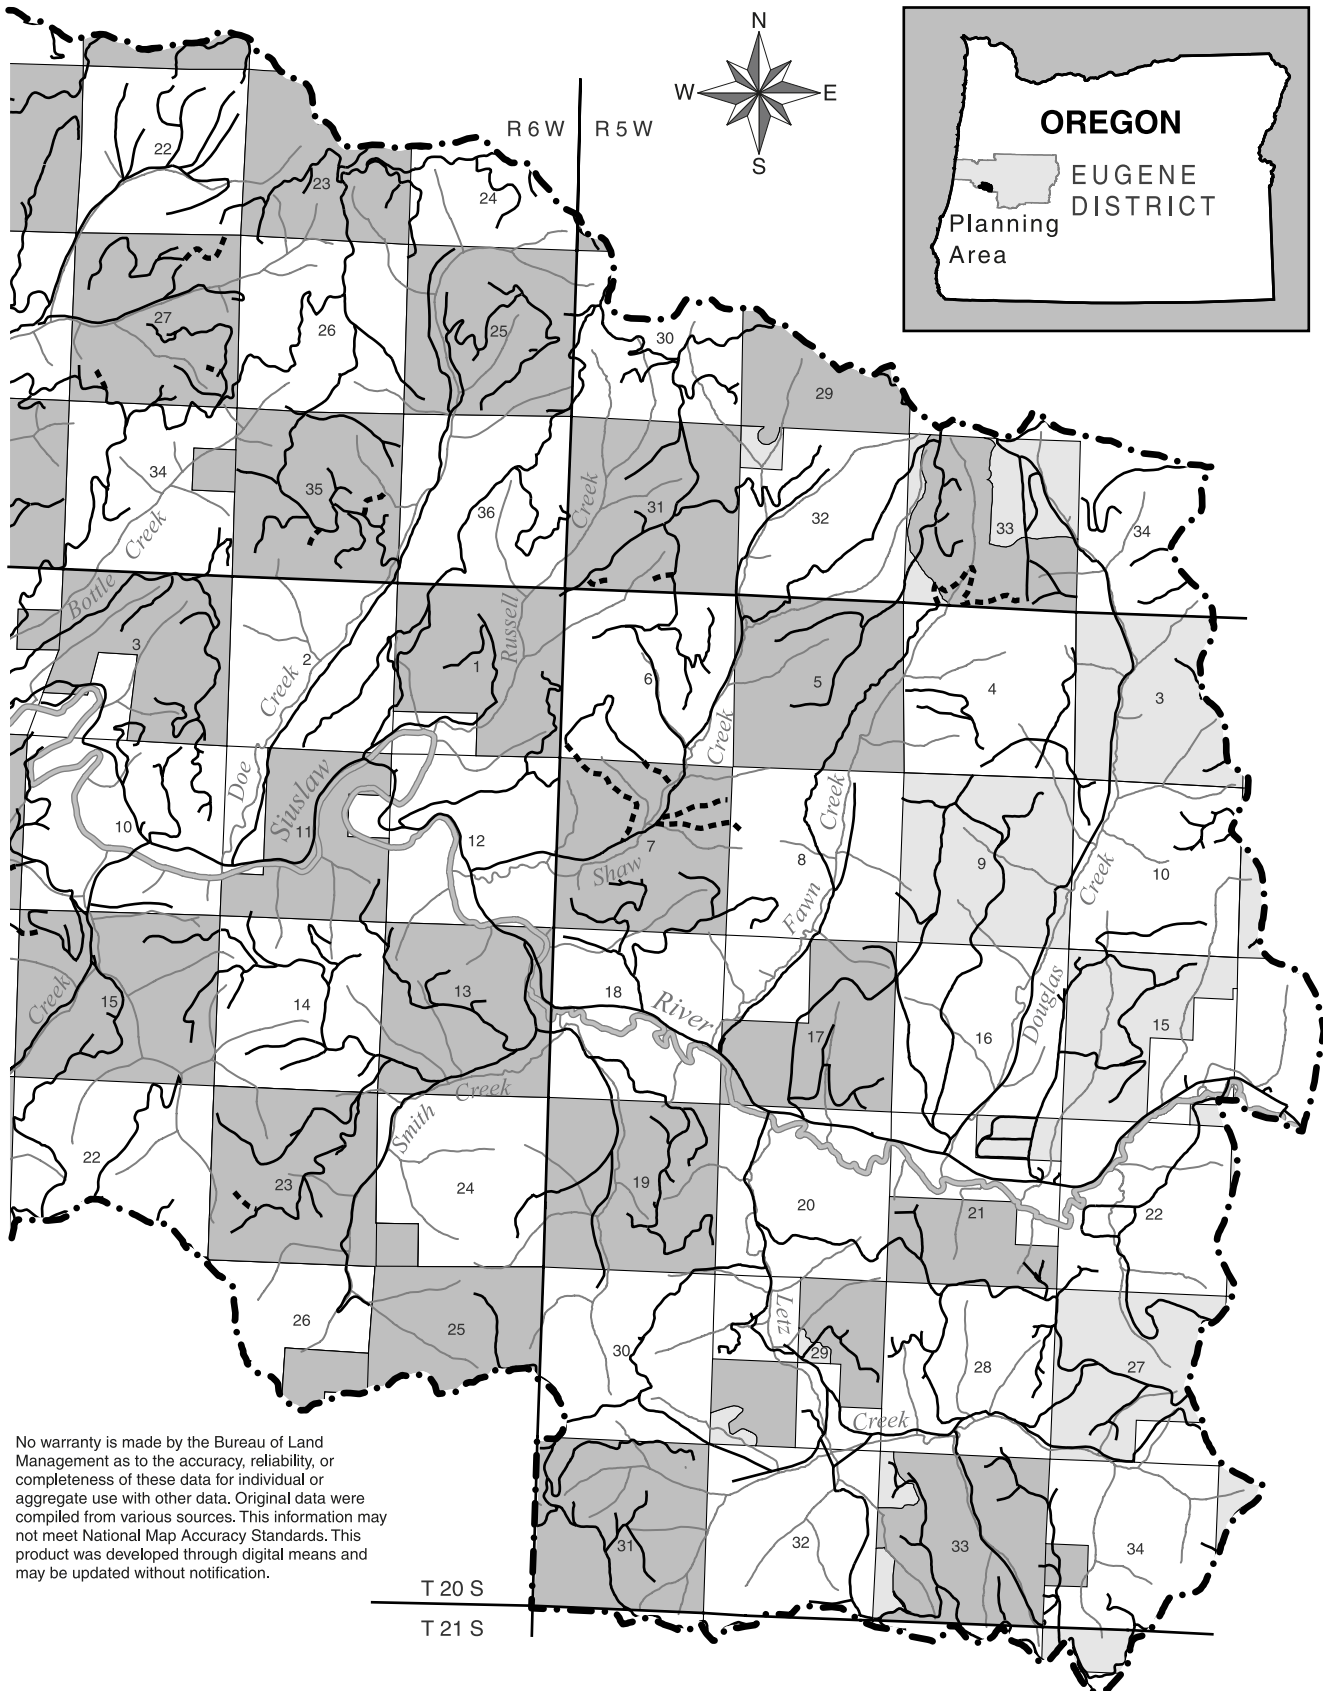 N
R 6 W
R 5 W
W
E
S
OREGON
EUGENE
DISTRICT
Planning
Area
22
23
24
27
26
25
30
29
34
35
36
31
32
33
34
Creek
Bottle
Creek
Russell
3
2
1
6
5
4
3
Doe
Creek
Creek
Siuslaw
10
11
12
7
8
9
10
Shaw
Creek
Fawn
Creek
Creek
15
14
13
18
River
17
16
Douglas
15
Smith
Creek
22
23
24
19
20
21
22
26
25
30
Letz
29
28
27
Creek
31
32
33
34
No warranty is made by the Bureau of Land
Management as to the accuracy, reliability, or
completeness of these data for individual or
aggregate use with other data. Original data were
compiled from various sources. This information may
not meet National Map Accuracy Standards. This
product was developed through digital means and
may be updated without notification.
T 20 S
T 21 S